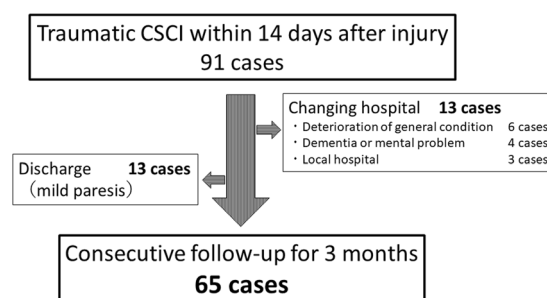 Traumatic CSCI within 14 days after injury
91 cases
Changing hospital 13 cases
・Deterioration of general condition 6 cases
・Dementia or mental problem 4 cases
・Local hospital 3 cases
Discharge 13 cases
（mild paresis）
Consecutive follow-up for 3 months
65 cases